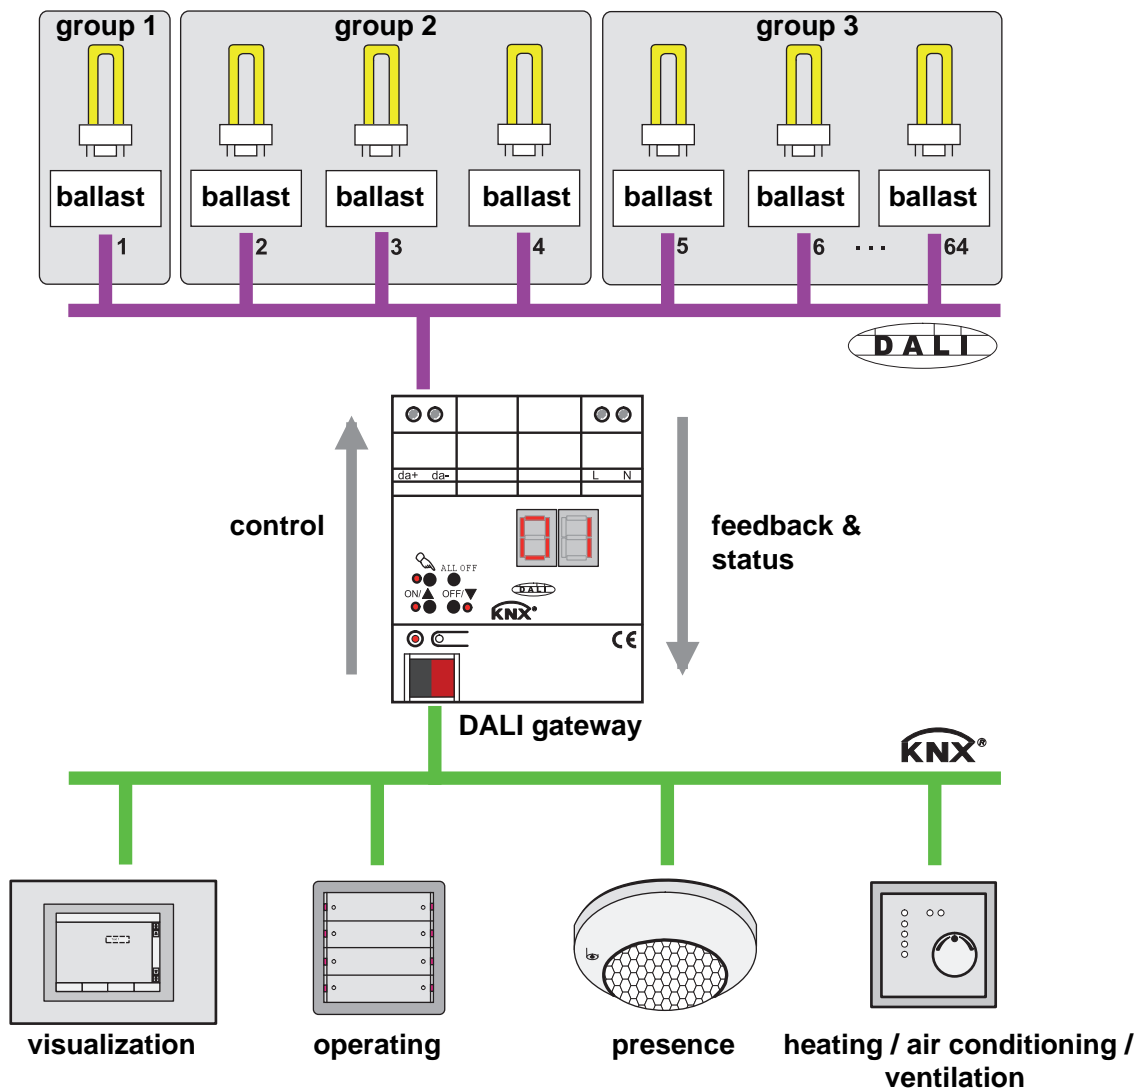 group 1 group 2 group 3
ballast ballast ballast ballast ballast ballast ballast
1 2 3 4 5 6 ... 64
DALI
da+ da- L N
control
feedback &
status
01
ALL OFF
ON/▲ OFF/▼
DALI
KNX®
CE
DALI gateway
KNX®
visualization operating presence heating / air conditioning /
ventilation